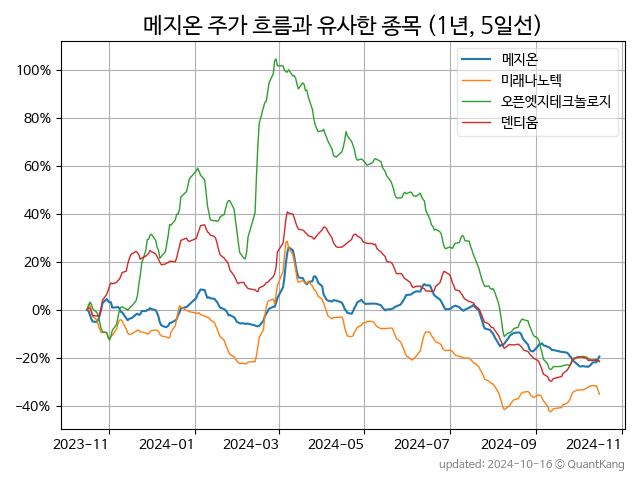 메지온 주가 흐름과 유사한 종목 (1년, 5일선)
메지온
미래나노텍
오픈엣지테크놀로지
덴티움
100%
80%
60%
40%
20%
0%
−20%
−40%
2023-11
2024-01
2024-03
2024-05
2024-07
2024-09
2024-11
updated: 2024-10-16 © QuantKang